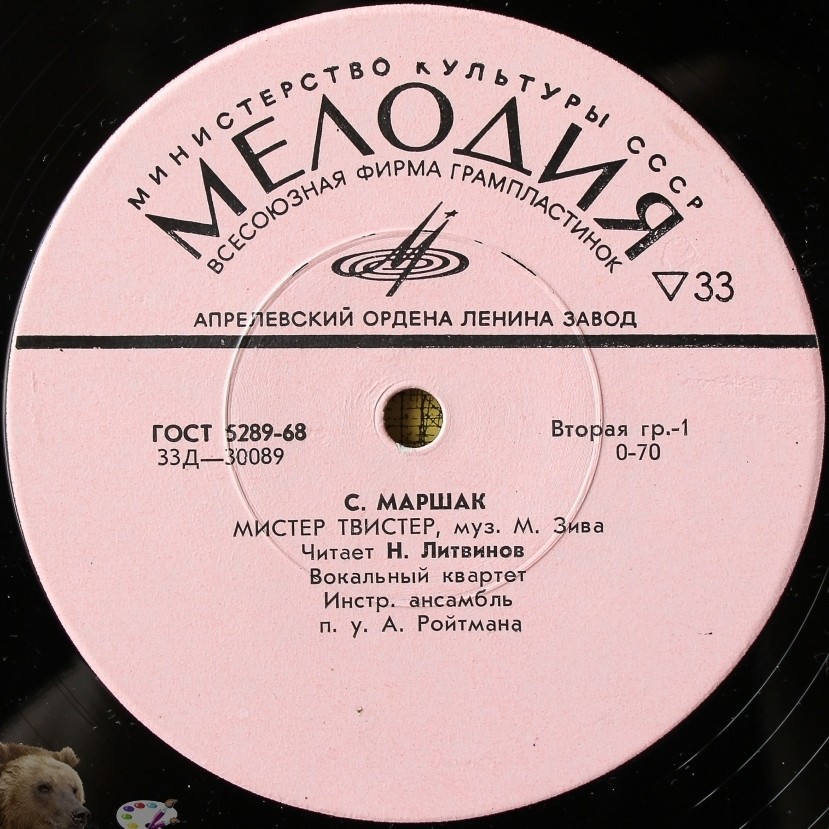 МИНИСТЕРСТВО КУЛЬТУРЫ СССР
МЕЛОДИЯ
ВСЕСОЮЗНАЯ ФИРМА ГРАМПЛАСТИНОК
▽33
АПРЕЛЕВСКИЙ ОРДЕНА ЛЕНИНА ЗАВОД
ГОСТ 5289-68
Вторая гр.-1
33Д—30089
0-70
С. МАРШАК
МИСТЕР ТВИСТЕР, муз. М. Зива
Читает Н. Литвинов
Вокальный квартет
Инстр. ансамбль
п. у. А. Ройтмана